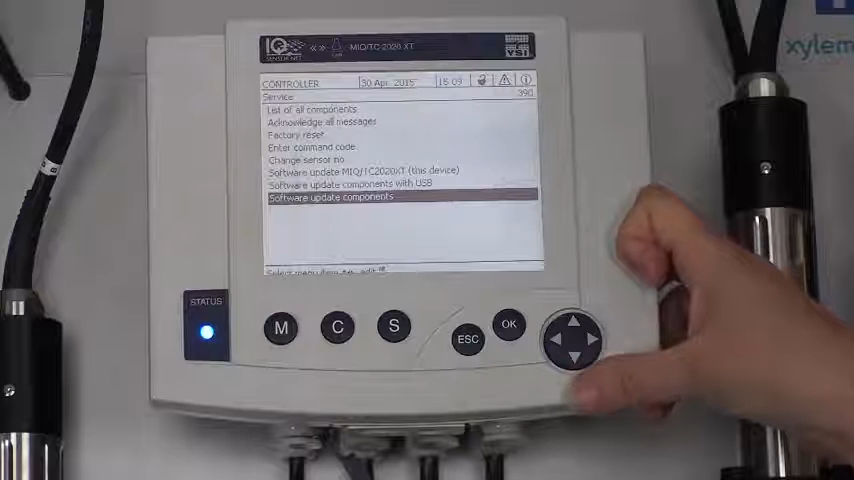 IQ
SENSOR NET
MIQ/TC 2020 XT
YSI
xylem
CONTROLLER 30 Apr 2015 16 09
Service 390
List of all components
Acknowledge all messages
Factory reset
Enter command code
Change sensor no
Software update MIQ/TC2020XT (this device)
Software update components with USB
Software update components
Select menu item
STATUS
M C S ESC OK